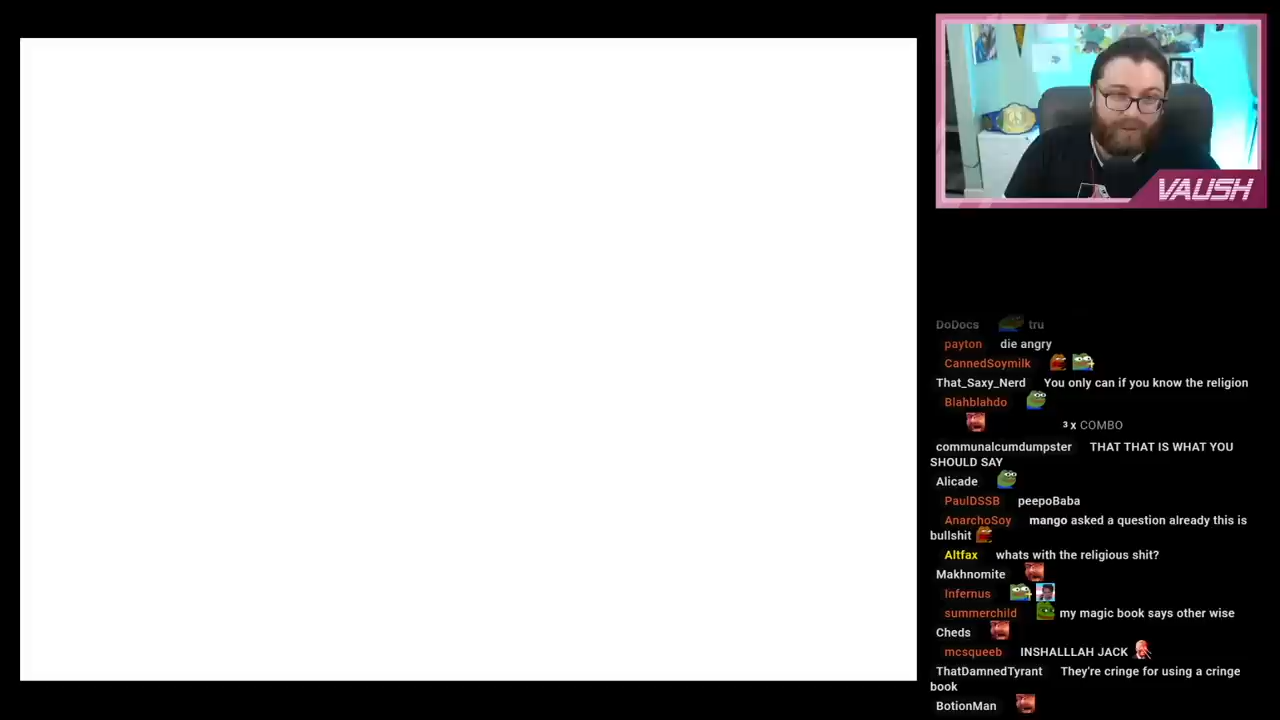 VAUSH
DoDocs tru
payton die angry
CannedSoymilk
That_Saxy_Nerd You only can if you know the religion
Blahblahdo
3 x COMBO
communalcumdumpster THAT THAT IS WHAT YOU
SHOULD SAY
Alicade
PaulDSSB peepoBaba
AnarchoSoy mango asked a question already this is
bullshit
Altfax whats with the religious shit?
Makhnomite
Infernus
summerchild my magic book says other wise
Cheds
mcsqueeb INSHALLLAH JACK
ThatDamnedTyrant They're cringe for using a cringe
book
BotionMan